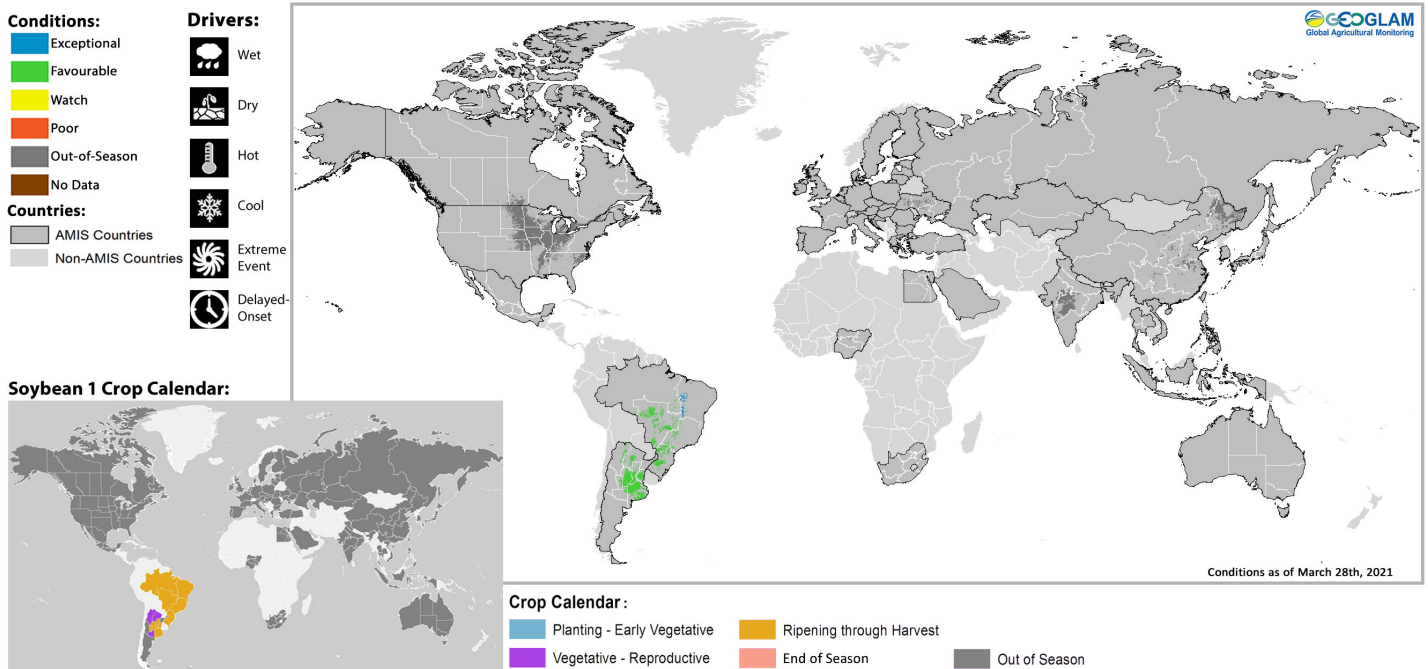 Conditions:
Exceptional
Favourable
Watch
Poor
Out-of-Season
No Data
Countries:
AMIS Countries
Non-AMIS Countries
Drivers:
Wet
Dry
Hot
Cool
Extreme
Event
Delayed-
Onset
GEOGLAM
Global Agricultural Monitoring
Soybean 1 Crop Calendar:
Conditions as of March 28th, 2021
Crop Calendar :
Planting - Early Vegetative
Ripening through Harvest
Vegetative - Reproductive
End of Season
Out of Season